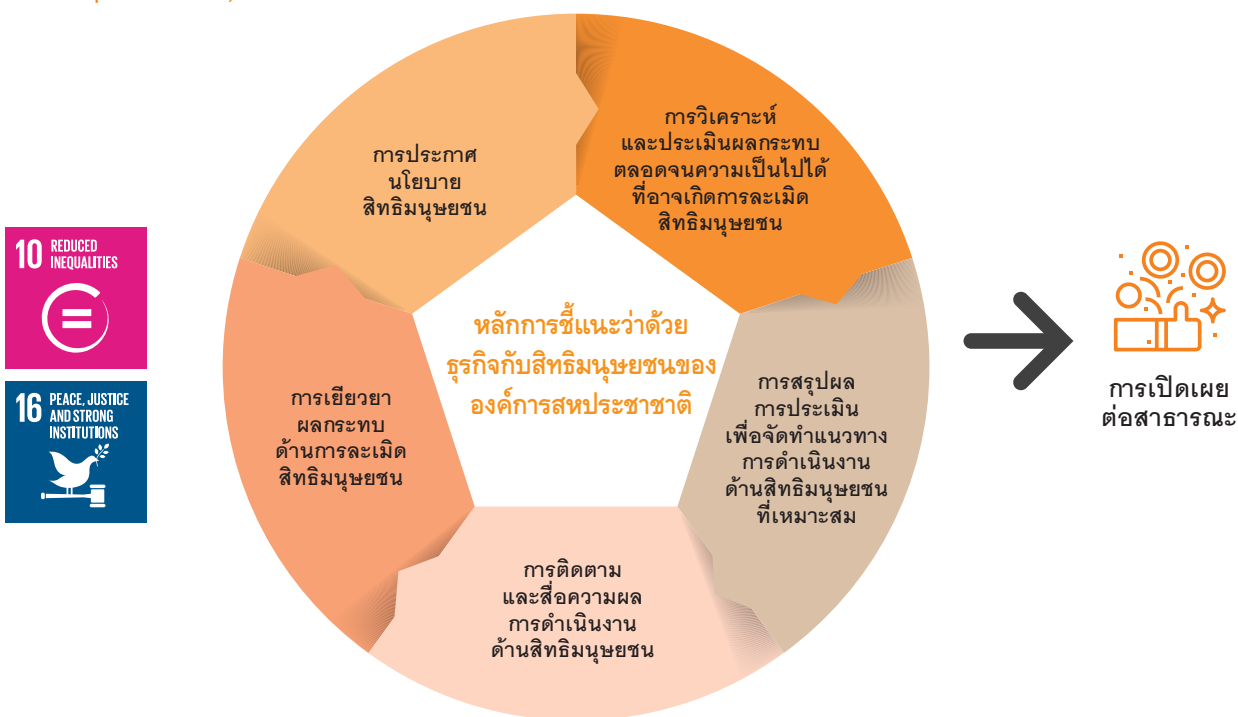 10 REDUCED
INEQUALITIES
16 PEACE, JUSTICE
AND STRONG
INSTITUTIONS
การประกาศ
นโยบาย
สิทธิมนุษยชน
การวิเคราะห์
และประเมินผลกระทบ
ตลอดจนความเป็นไปได้
ที่อาจเกิดการละเมิด
สิทธิมนุษยชน
หลักการชี้แนะว่าด้วย
ธุรกิจกับสิทธิมนุษยชนของ
องค์การสหประชาชาติ
การสรุปผล
การประเมิน
เพื่อจัดทำแนวทาง
การดำเนินงาน
ด้านสิทธิมนุษยชน
ที่เหมาะสม
การติดตาม
และสื่อความผล
การดำเนินงาน
ด้านสิทธิมนุษยชน
การเยียวยา
ผลกระทบ
ด้านการละเมิด
สิทธิมนุษยชน
การเปิดเผย
ต่อสาธารณะ